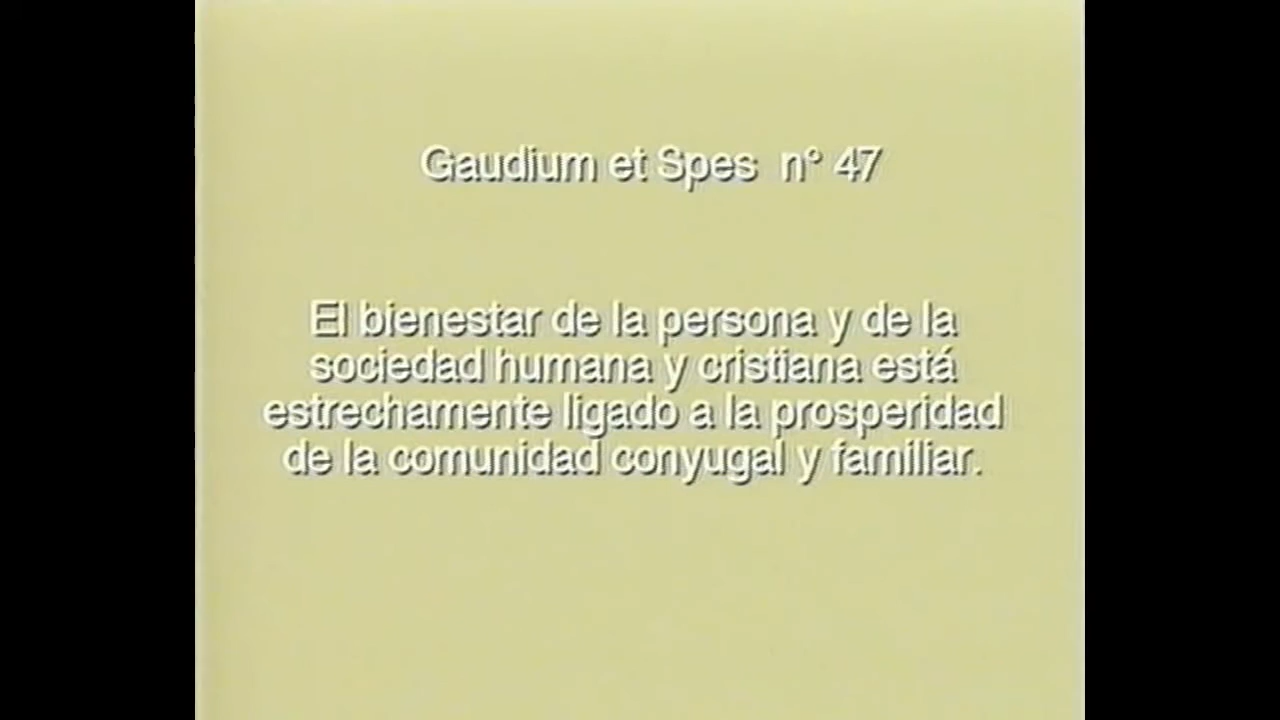 Gaudium et Spes n° 47
El bienestar de la persona y de la
sociedad humana y cristiana está
estrechamente ligado a la prosperidad
de la comunidad conyugal y familiar.